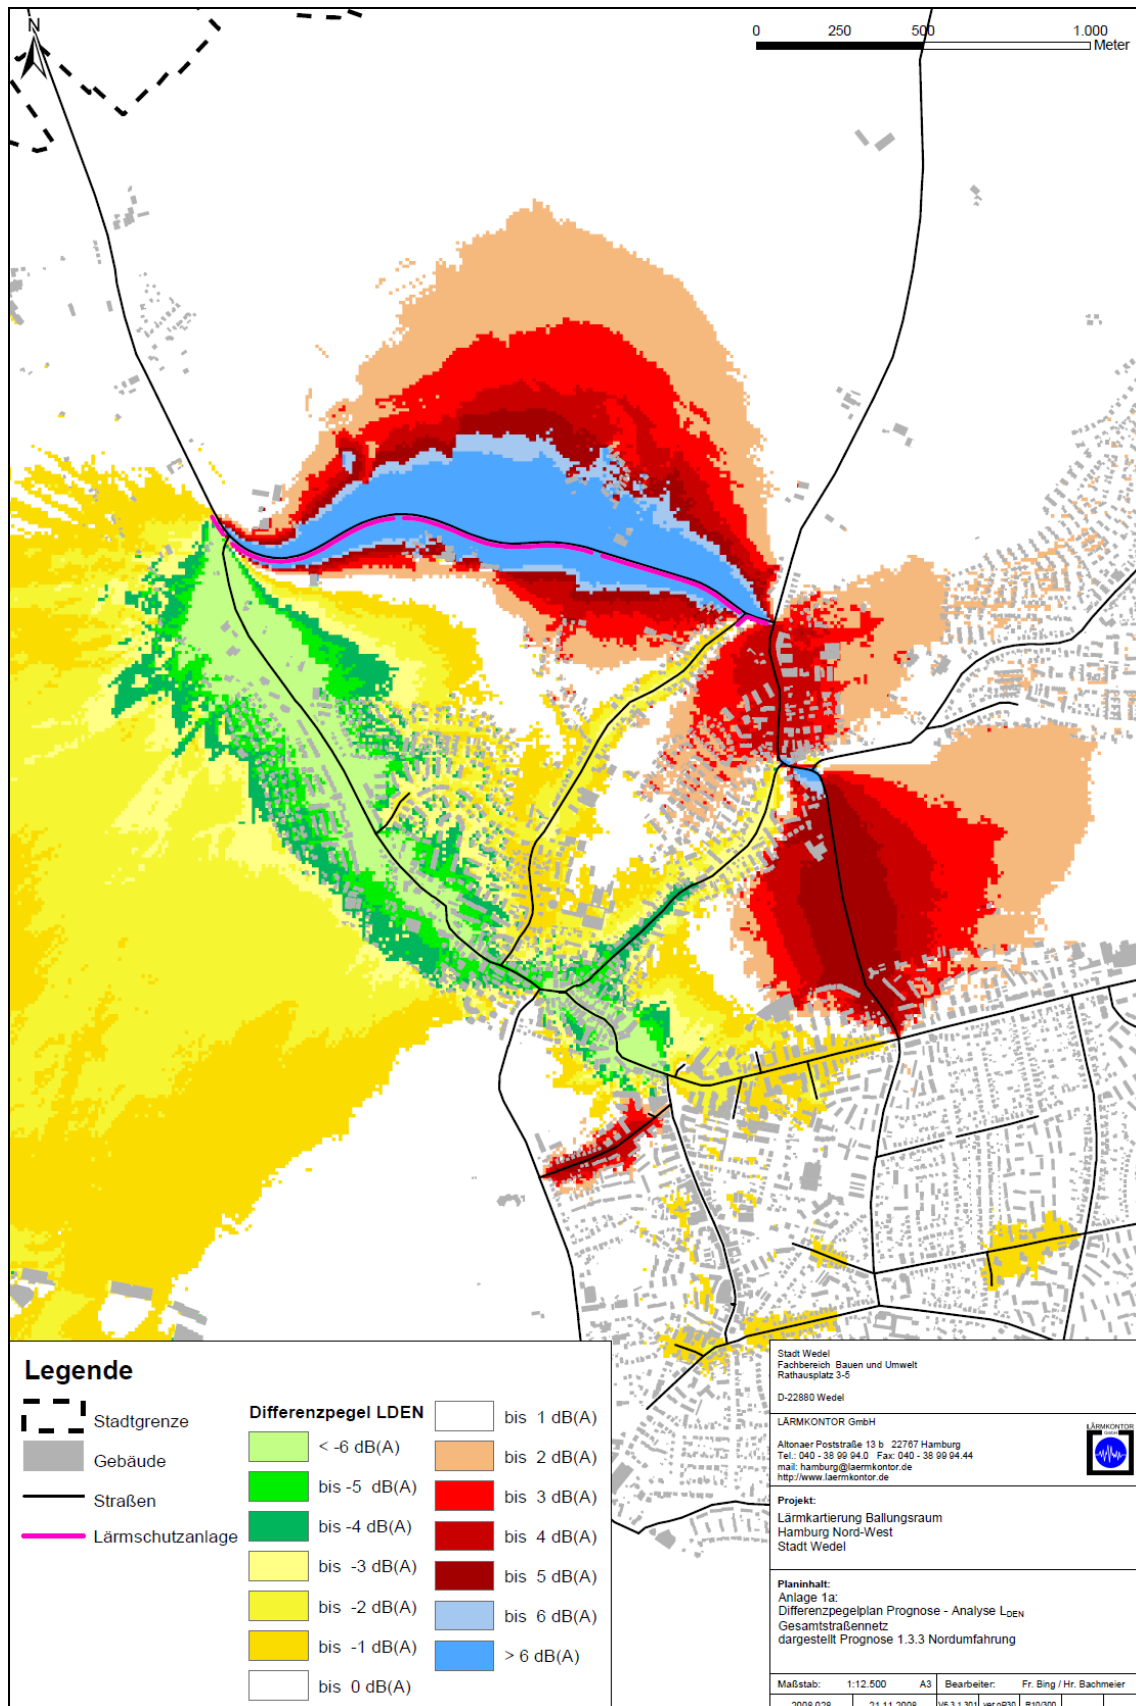 N
0 250 500 1.000
Meter
Legende
Stadtgrenze
Gebäude
Straßen
Lärmschutzanlage
Differenzpegel LDEN
< -6 dB(A)
bis -5 dB(A)
bis -4 dB(A)
bis -3 dB(A)
bis -2 dB(A)
bis -1 dB(A)
bis 0 dB(A)
bis 1 dB(A)
bis 2 dB(A)
bis 3 dB(A)
bis 4 dB(A)
bis 5 dB(A)
bis 6 dB(A)
> 6 dB(A)
Stadt Wedel
Fachbereich Bauen und Umwelt
Rathausplatz 3-5
D-22880 Wedel
LÄRMKONTOR GmbH
Altonaer Poststraße 13 b 22767 Hamburg
Tel.: 040 - 38 99 94.0 Fax: 040 - 38 99 94.44
mail: hamburg@laermkontor.de
http://www.laermkontor.de
LÄRMKONTOR
GmbH
Projekt:
Lärmkartierung Ballungsraum
Hamburg Nord-West
Stadt Wedel
Planinhalt:
Anlage 1a:
Differenzpegelplan Prognose - Analyse LDEN
Gesamtstraßennetz
dargestellt Prognose 1.3.3 Nordumfahrung
Maßstab: 1:12.500 A3 Bearbeiter: Fr. Bing / Hr. Bachmeier
2008.028 21.11.2008